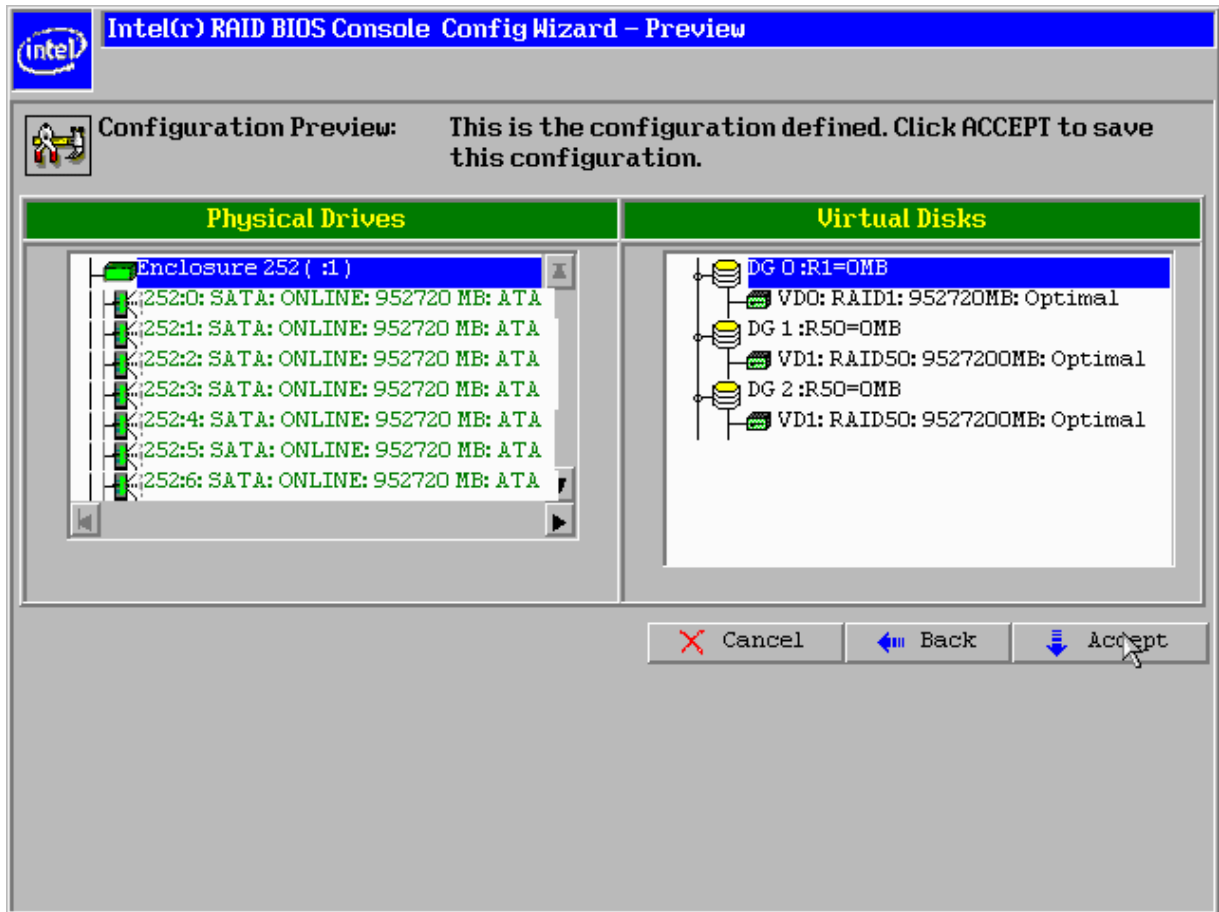 intel
Intel(r) RAID BIOS Console Config Wizard – Preview
Configuration Preview:
This is the configuration defined. Click ACCEPT to save
this configuration.
Physical Drives
Enclosure 252 ( :1 )
252:0: SATA: ONLINE: 952720 MB: ATA
252:1: SATA: ONLINE: 952720 MB: ATA
252:2: SATA: ONLINE: 952720 MB: ATA
252:3: SATA: ONLINE: 952720 MB: ATA
252:4: SATA: ONLINE: 952720 MB: ATA
252:5: SATA: ONLINE: 952720 MB: ATA
252:6: SATA: ONLINE: 952720 MB: ATA
Virtual Disks
DG 0 :R1=0MB
VD0: RAID1: 952720MB: Optimal
DG 1 :R50=0MB
VD1: RAID50: 9527200MB: Optimal
DG 2 :R50=0MB
VD1: RAID50: 9527200MB: Optimal
Cancel
Back
Accept